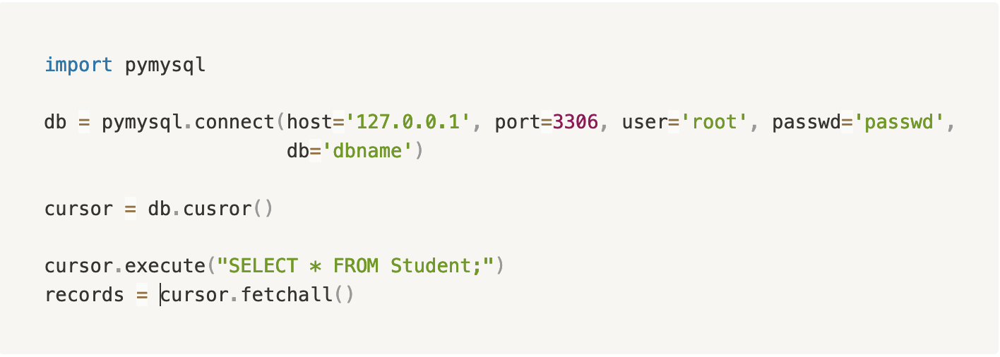 import pymysql
db = pymysql.connect(host='127.0.0.1', port=3306, user='root', passwd='passwd',
db='dbname')
cursor = db.cusror()
cursor.execute("SELECT * FROM Student;")
records = cursor.fetchall()